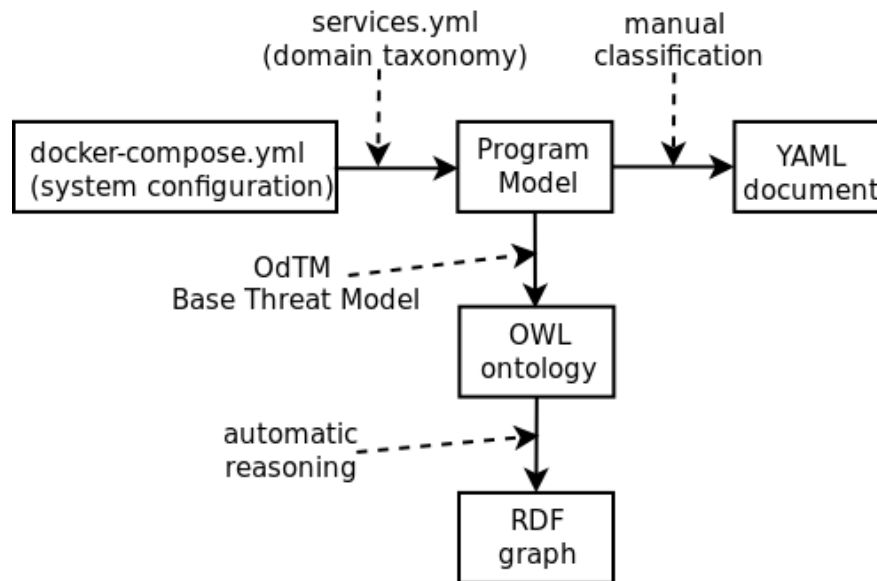 services.yml
(domain taxonomy)
manual
classification
docker-compose.yml
(system configuration)
Program
Model
YAML
document
OdTM
Base Threat Model
OWL
ontology
automatic
reasoning
RDF
graph